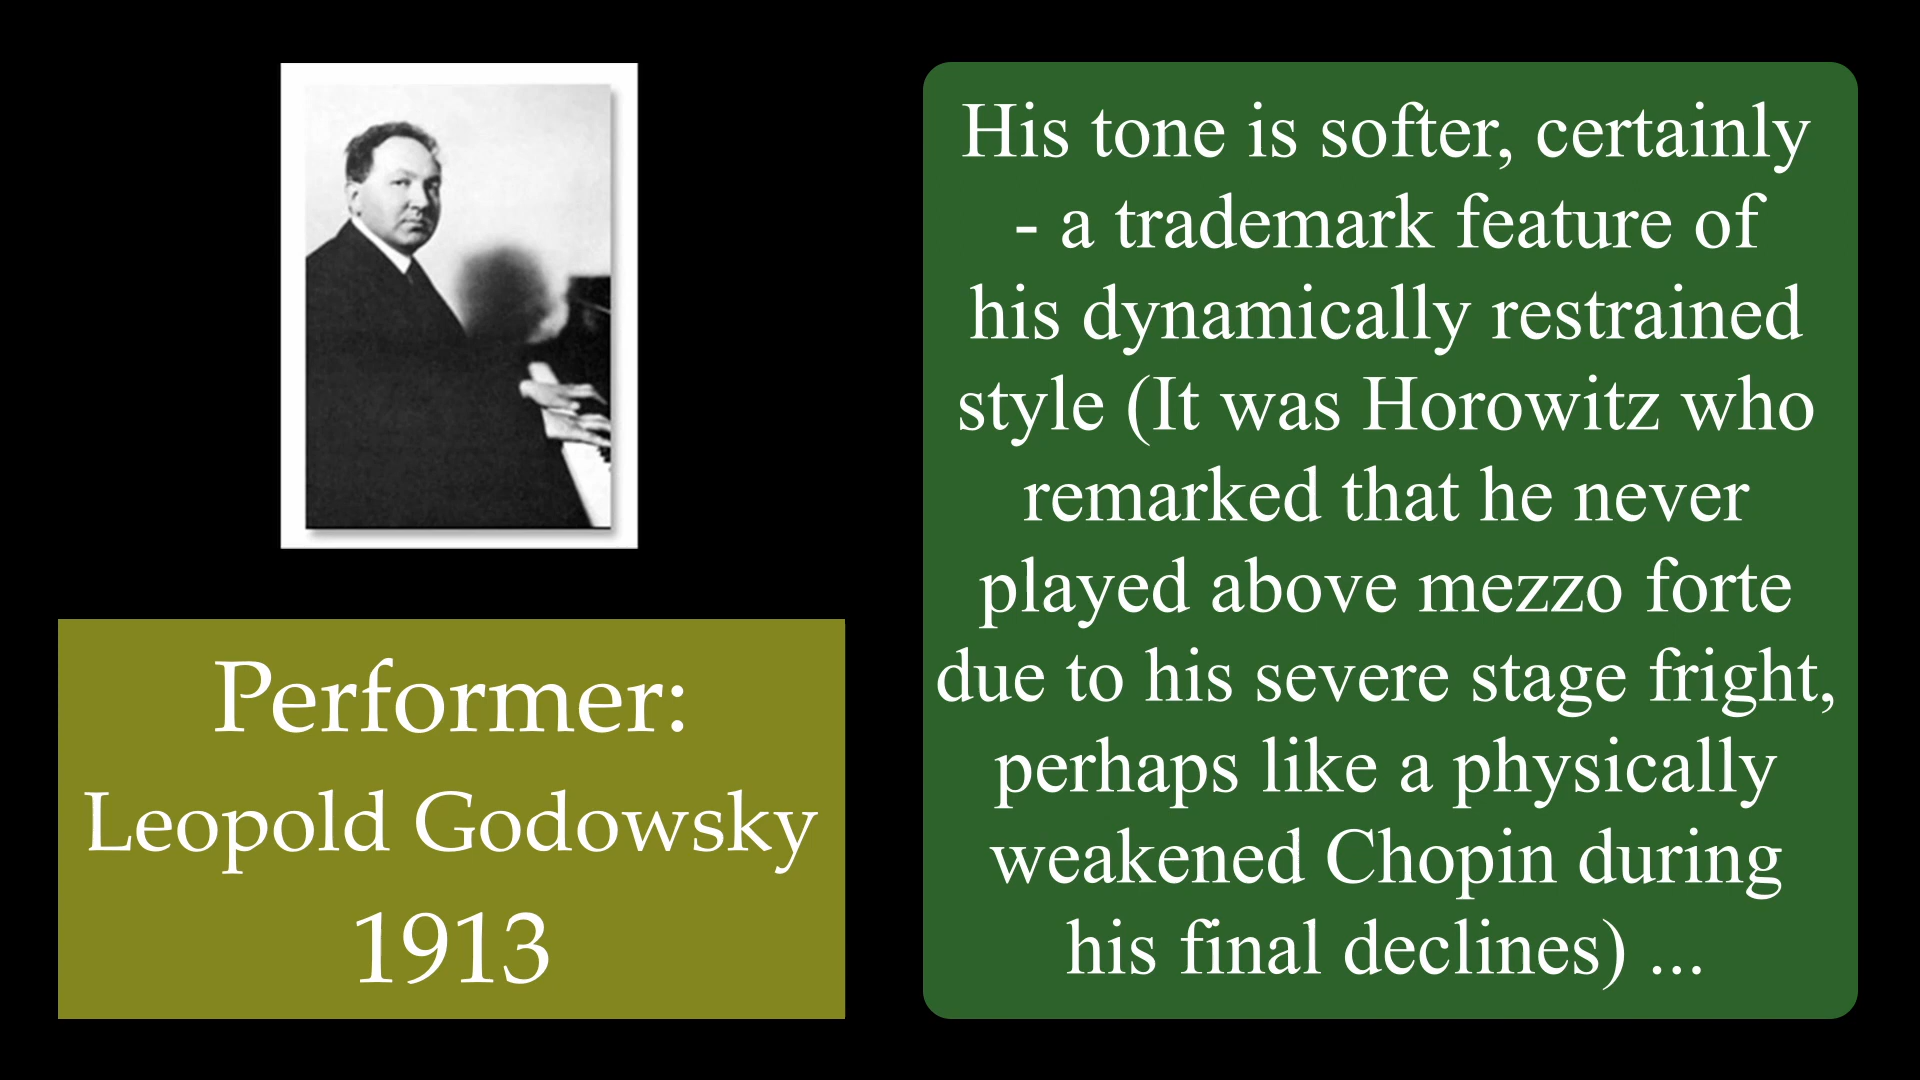 Performer:
Leopold Godowsky
1913
His tone is softer, certainly
- a trademark feature of
his dynamically restrained
style (It was Horowitz who
remarked that he never
played above mezzo forte
due to his severe stage fright,
perhaps like a physically
weakened Chopin during
his final declines) ...